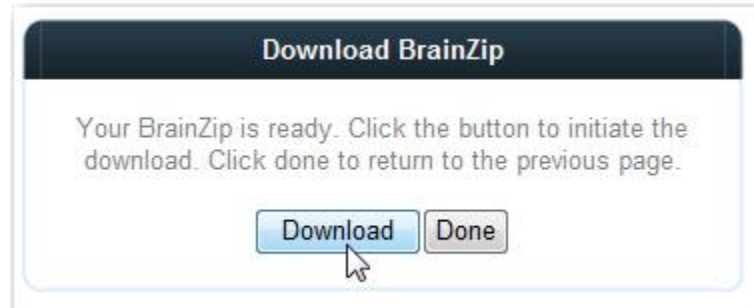 Download BrainZip
Your BrainZip is ready. Click the button to initiate the
download. Click done to return to the previous page.
Download Done